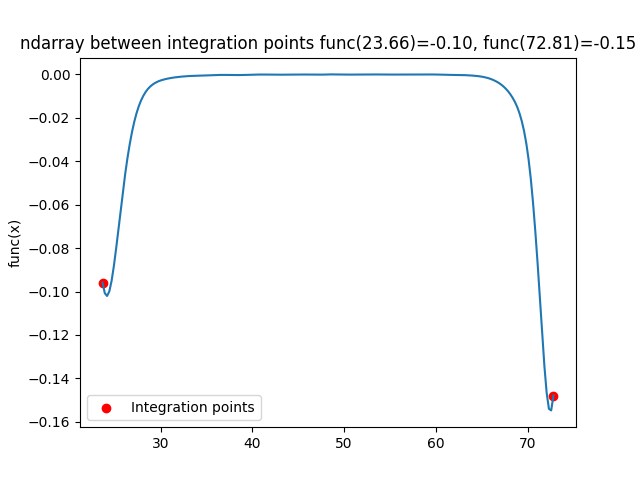 ndarray between integration points func(23.66)=-0.10, func(72.81)=-0.15
0.00
−0.02
−0.04
−0.06
−0.08
−0.10
−0.12
−0.14
−0.16
func(x)
Integration points
30 40 50 60 70